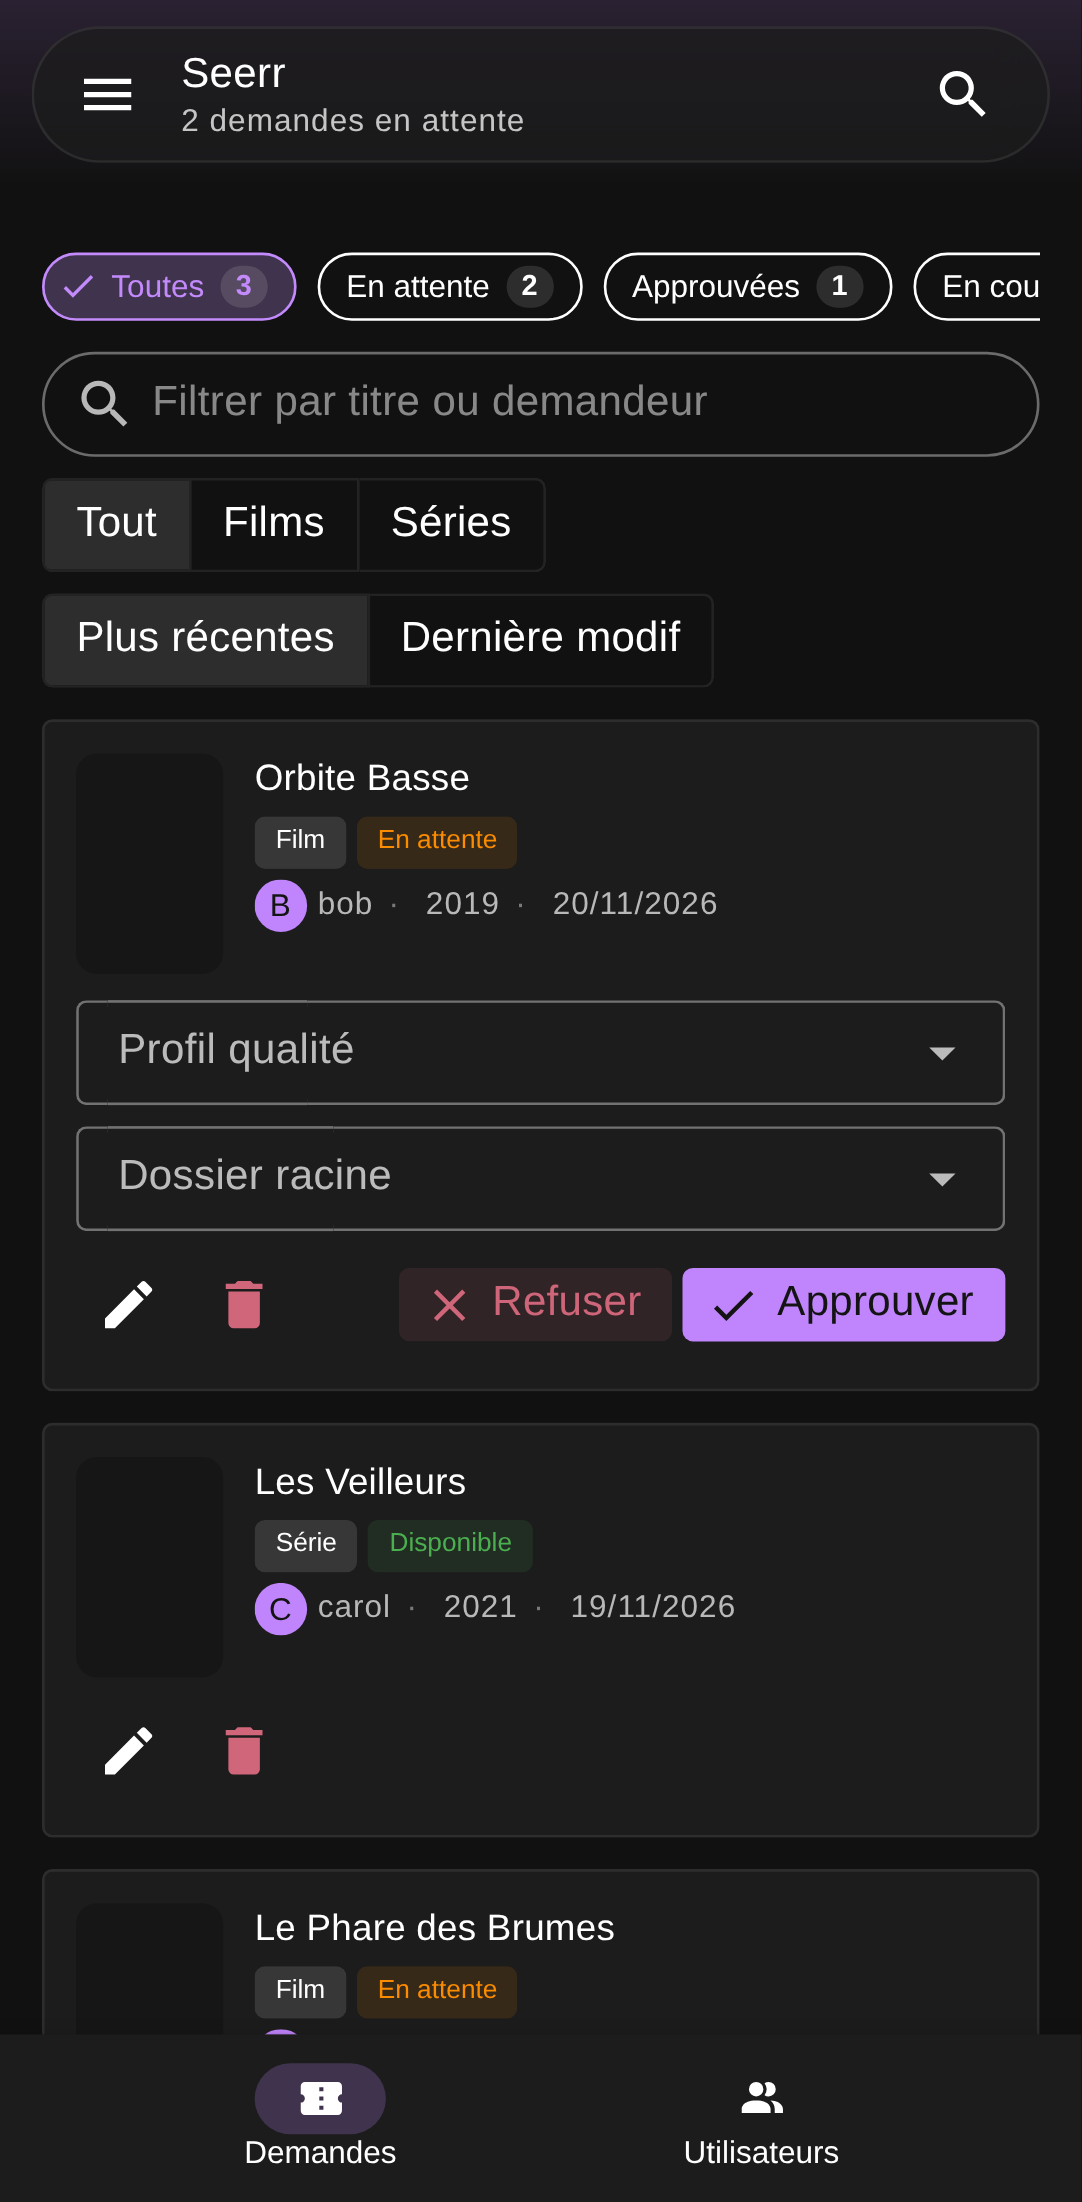 Seerr
2 demandes en attente
Toutes 3 En attente 2 Approuvées 1 En cou
Filtrer par titre ou demandeur
Tout Films Séries
Plus récentes Dernière modif
Orbite Basse
Film En attente
B bob · 2019 · 20/11/2026
Profil qualité
Dossier racine
Refuser Approuver
Les Veilleurs
Série Disponible
C carol · 2021 · 19/11/2026
Le Phare des Brumes
Film En attente
Demandes Utilisateurs